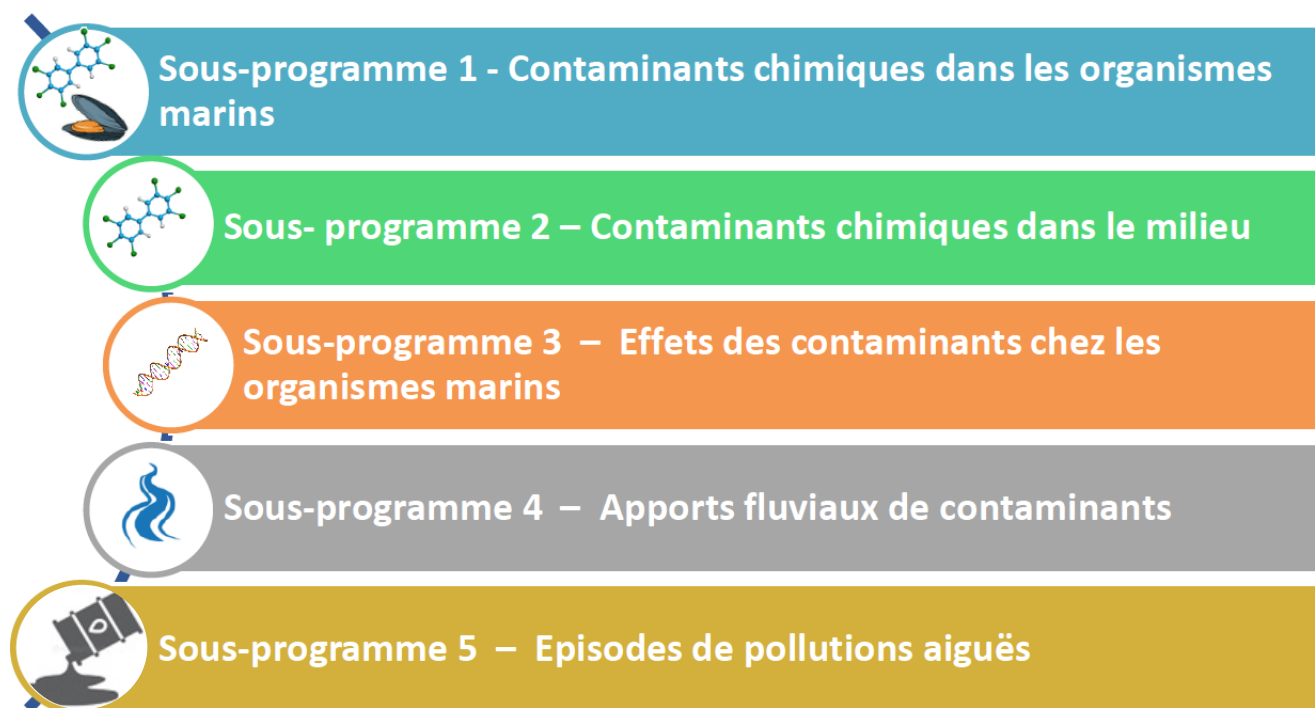 Sous-programme 1 - Contaminants chimiques dans les organismes
marins
Sous- programme 2 – Contaminants chimiques dans le milieu
Sous-programme 3 – Effets des contaminants chez les
organismes marins
Sous-programme 4 – Apports fluviaux de contaminants
Sous-programme 5 – Episodes de pollutions aiguës